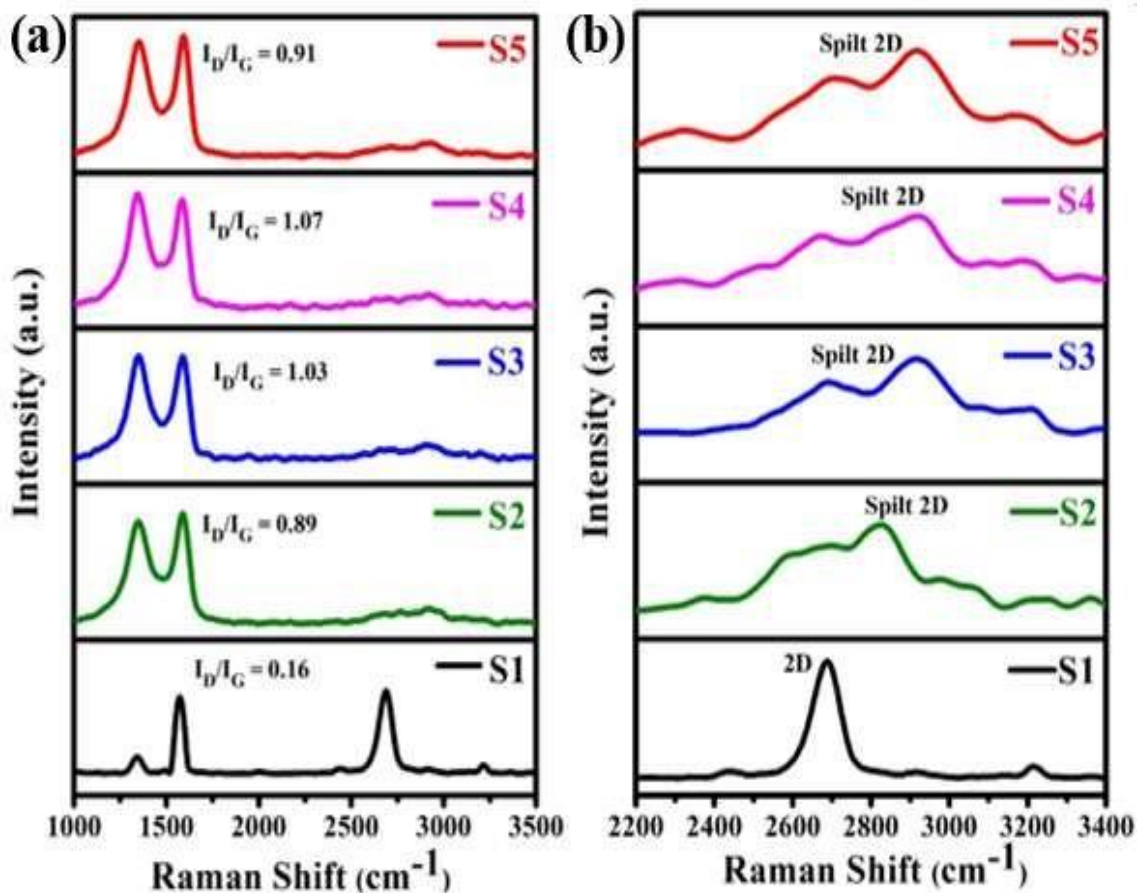 (a)
I_D/I_G = 0.91
S5
I_D/I_G = 1.07
S4
I_D/I_G = 1.03
S3
I_D/I_G = 0.89
S2
I_D/I_G = 0.16
S1
Intensity (a.u.)
1000 1500 2000 2500 3000 3500
Raman Shift (cm⁻¹)
(b)
Spilt 2D
S5
Spilt 2D
S4
Spilt 2D
S3
Spilt 2D
S2
2D
S1
Intensity (a.u.)
2200 2400 2600 2800 3000 3200 3400
Raman Shift (cm⁻¹)